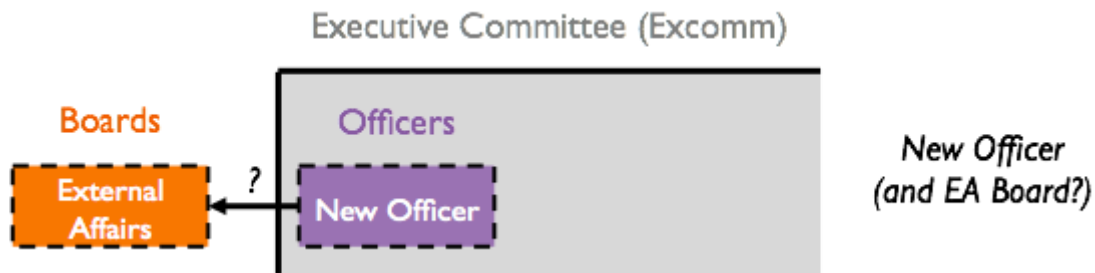 Executive Committee (Excomm)
Boards
Officers
External
Affairs
?
New Officer
New Officer
(and EA Board?)